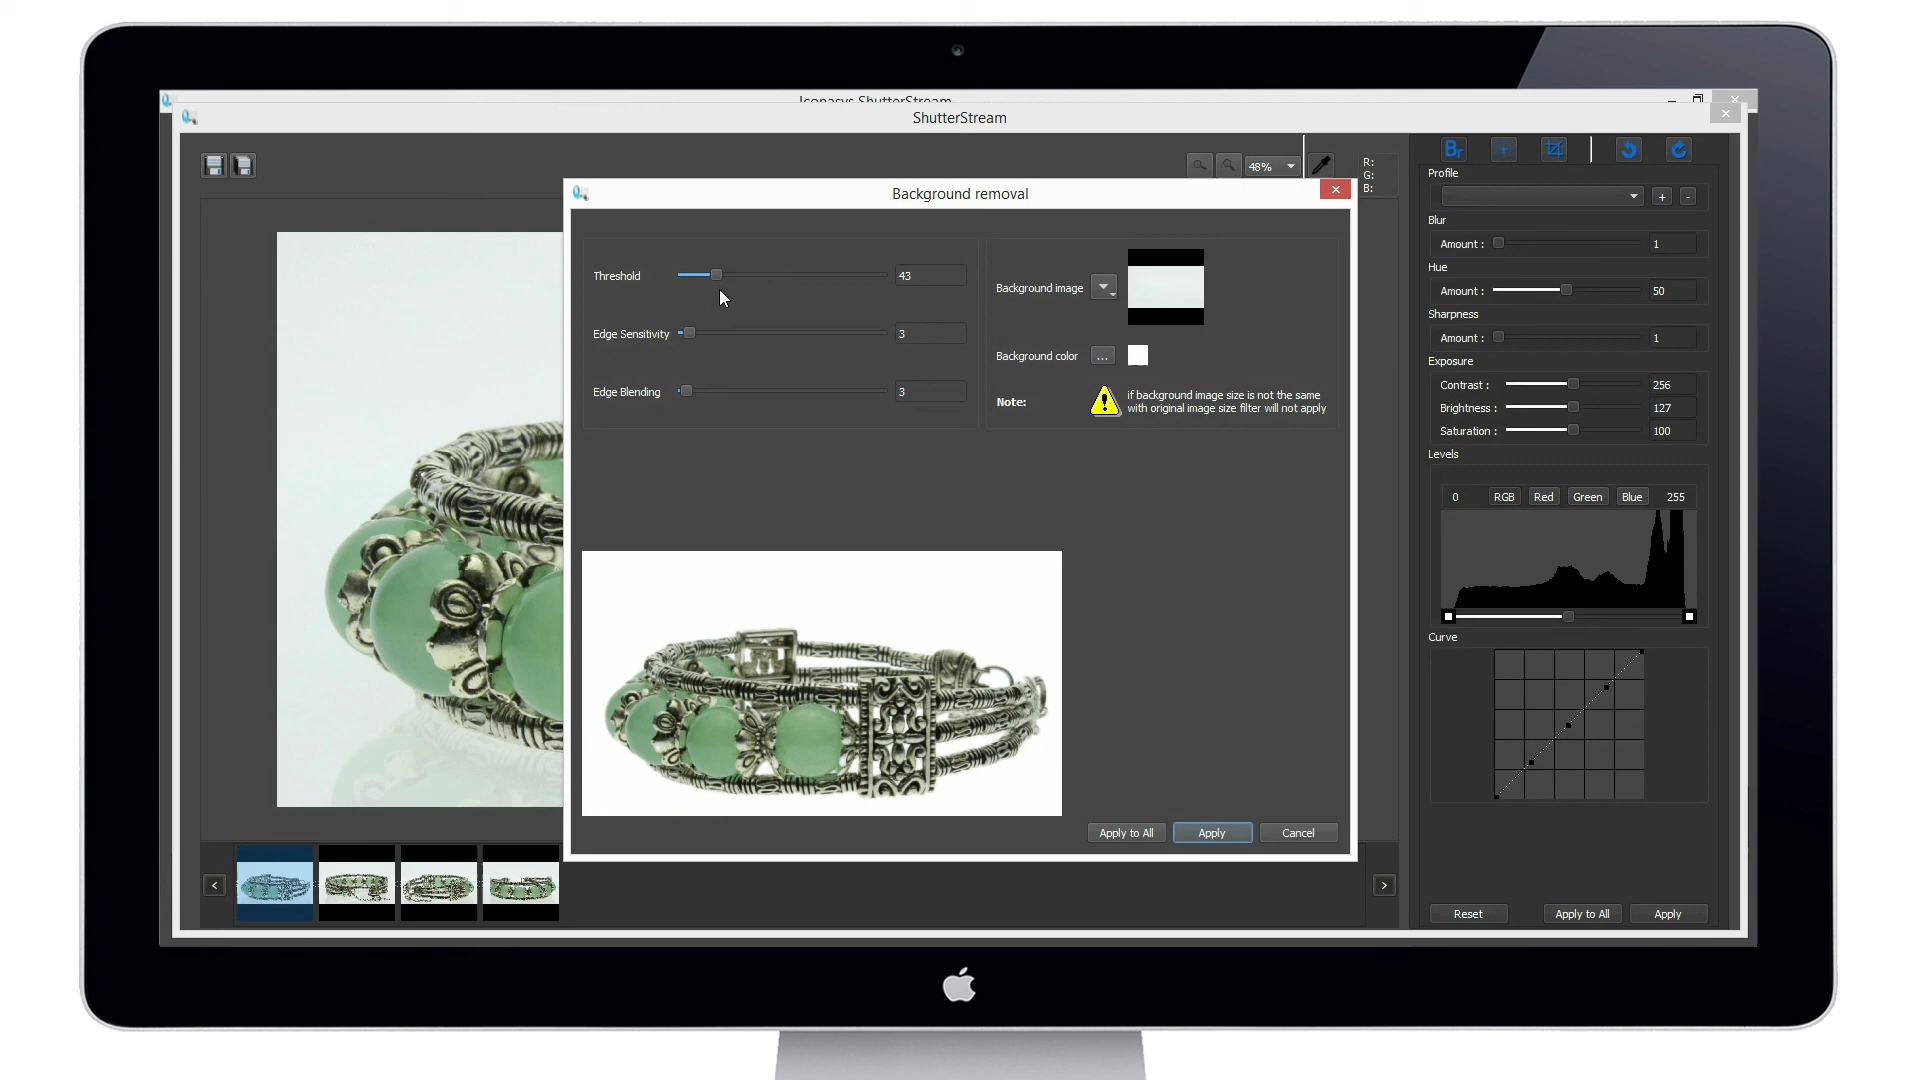 Iconasys ShutterStream
ShutterStream
48%
R:
G:
B:
Br
Background removal
Threshold 43
Edge Sensitivity 3
Edge Blending 3
Background image
Background color ...
Note:
if background image size is not the same
with original image size filter will not apply
Apply to All Apply Cancel
Profile
+ -
Blur
Amount : 1
Hue
Amount : 50
Sharpness
Amount : 1
Exposure
Contrast : 256
Brightness : 127
Saturation : 100
Levels
0 RGB Red Green Blue 255
Curve
< >
Reset Apply to All Apply